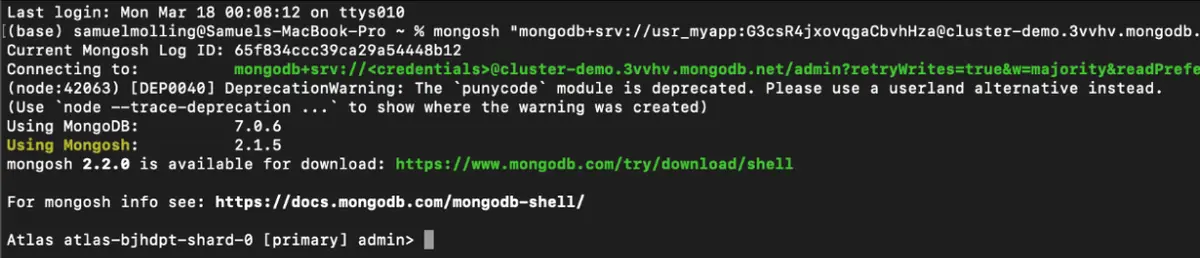 Last login: Mon Mar 18 00:08:12 on ttys010
(base) samuelmolling@Samuels-MacBook-Pro ~ % mongosh "mongodb+srv://usr_myapp:G3csR4jxovqgaCbvhHza@cluster-demo.3vvhv.mongodb.
Current Mongosh Log ID: 65f834ccc39ca29a54448b12
Connecting to: mongodb+srv://<credentials>@cluster-demo.3vvhv.mongodb.net/admin?retryWrites=true&w=majority&readPrefe
(node:42063) [DEP0040] DeprecationWarning: The `punycode` module is deprecated. Please use a userland alternative instead.
(Use `node --trace-deprecation ...` to show where the warning was created)
Using MongoDB: 7.0.6
Using Mongosh: 2.1.5
mongosh 2.2.0 is available for download: https://www.mongodb.com/try/download/shell
For mongosh info see: https://docs.mongodb.com/mongodb-shell/
Atlas atlas-bjhdpt-shard-0 [primary] admin>